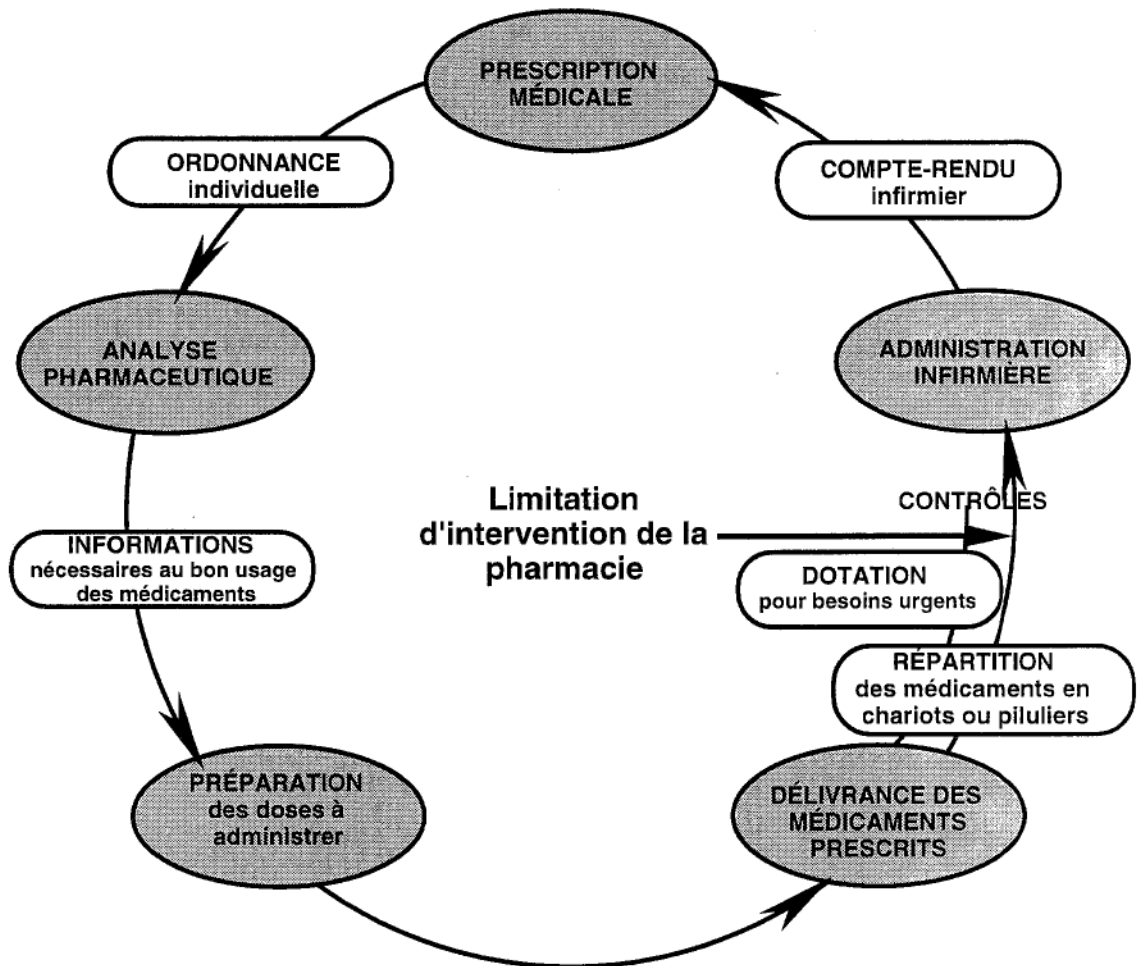 PRESCRIPTION
MÉDICALE
ORDONNANCE
individuelle
COMPTE-RENDU
infirmier
ANALYSE
PHARMACEUTIQUE
ADMINISTRATION
INFIRMIÈRE
Limitation
d'intervention de la
pharmacie
CONTRÔLES
INFORMATIONS
nécessaires au bon usage
des médicaments
DOTATION
pour besoins urgents
RÉPARTITION
des médicaments en
chariots ou piluliers
PRÉPARATION
des doses à
administrer
DÉLIVRANCE DES
MÉDICAMENTS
PRESCRITS